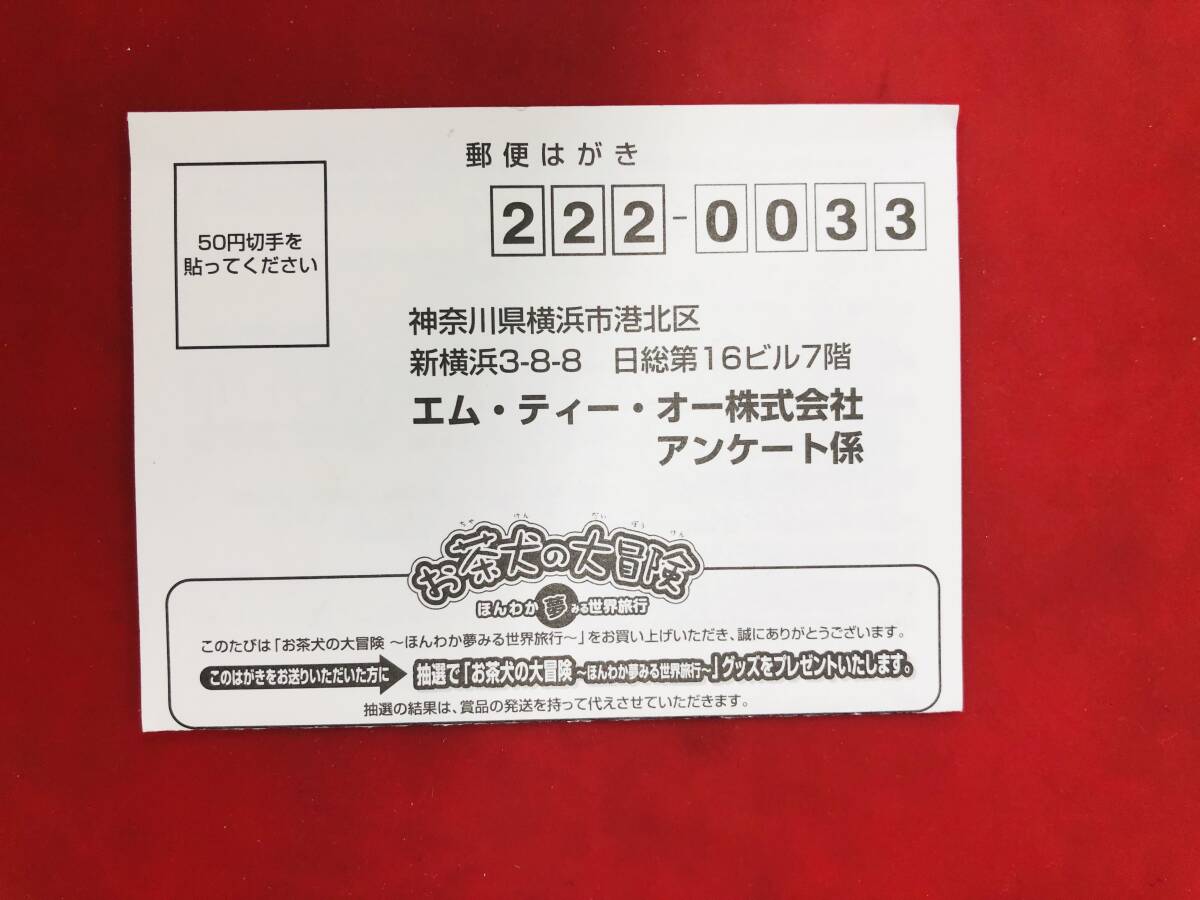 郵便はがき
222-0033
50円切手を
貼ってください
神奈川県横浜市港北区
新横浜3-8-8 日総第16ビル7階
エム・ティー・オー株式会社
アンケート係
ちゃ けん だい ぼう けん
お茶犬の大冒険
ほんわか夢みる世界旅行
このたびは「お茶犬の大冒険 ～ほんわか夢みる世界旅行～」をお買い上げいただき、誠にありがとうございます。
このはがきをお送りいただいた方に 抽選で「お茶犬の大冒険 ～ほんわか夢みる世界旅行～」グッズをプレゼントいたします。
抽選の結果は、賞品の発送を持って代えさせていただきます。